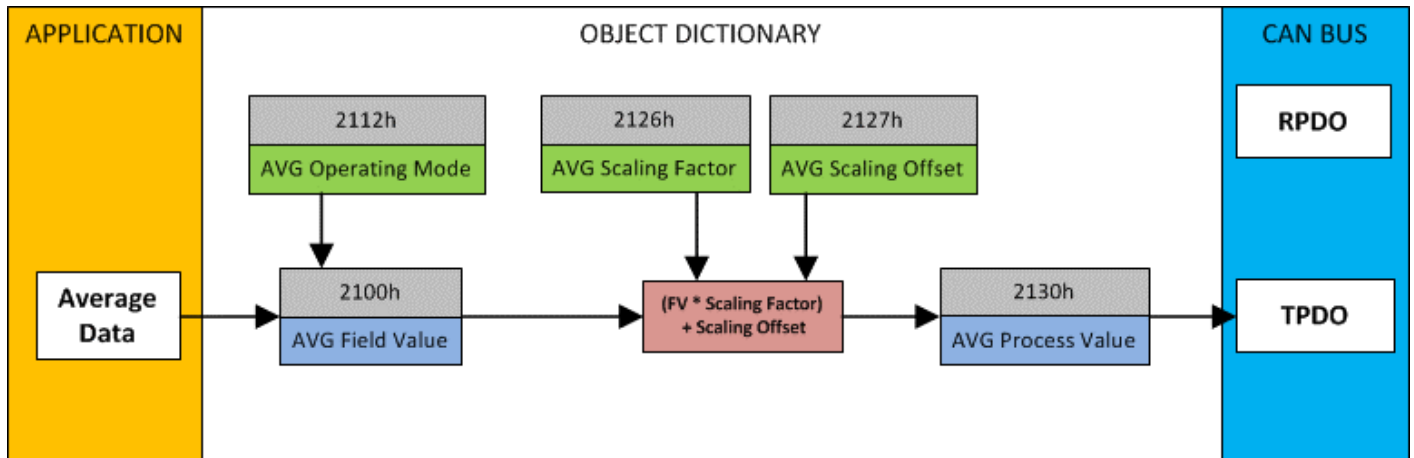 APPLICATION
OBJECT DICTIONARY
CAN BUS
2112h
AVG Operating Mode
2126h
AVG Scaling Factor
2127h
AVG Scaling Offset
RPDO
Average
Data
2100h
AVG Field Value
(FV * Scaling Factor)
+ Scaling Offset
2130h
AVG Process Value
TPDO